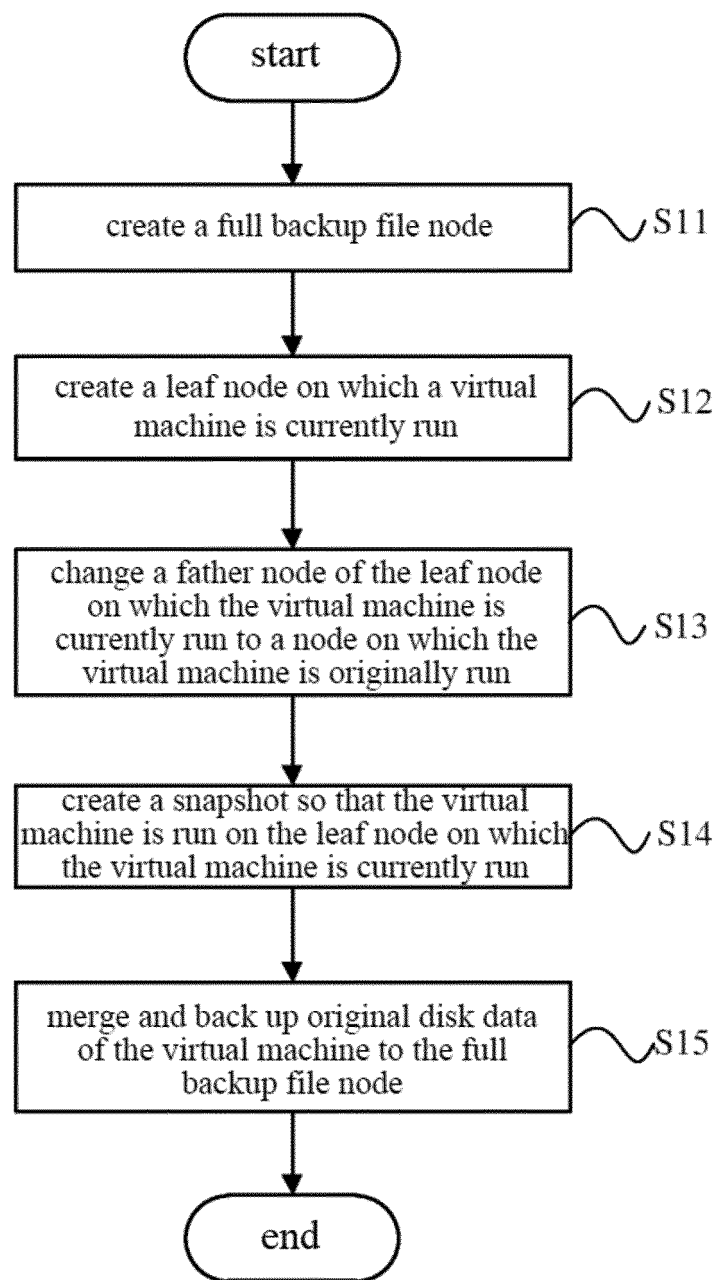 start
create a full backup file node
S11
create a leaf node on which a virtual
machine is currently run
S12
change a father node of the leaf node
on which the virtual machine is
currently run to a node on which the
virtual machine is originally run
S13
create a snapshot so that the virtual
machine is run on the leaf node on which
the virtual machine is currently run
S14
merge and back up original disk data
of the virtual machine to the full
backup file node
S15
end